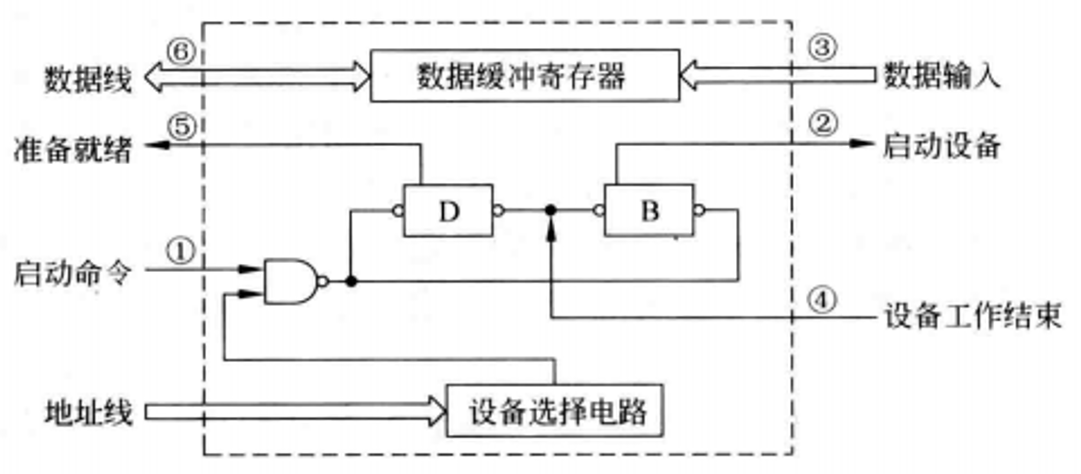 ⑥ ③
数据线 数据缓冲寄存器 数据输入
⑤ ②
准备就绪 启动设备
D B
①
启动命令
④
设备工作结束
地址线 设备选择电路